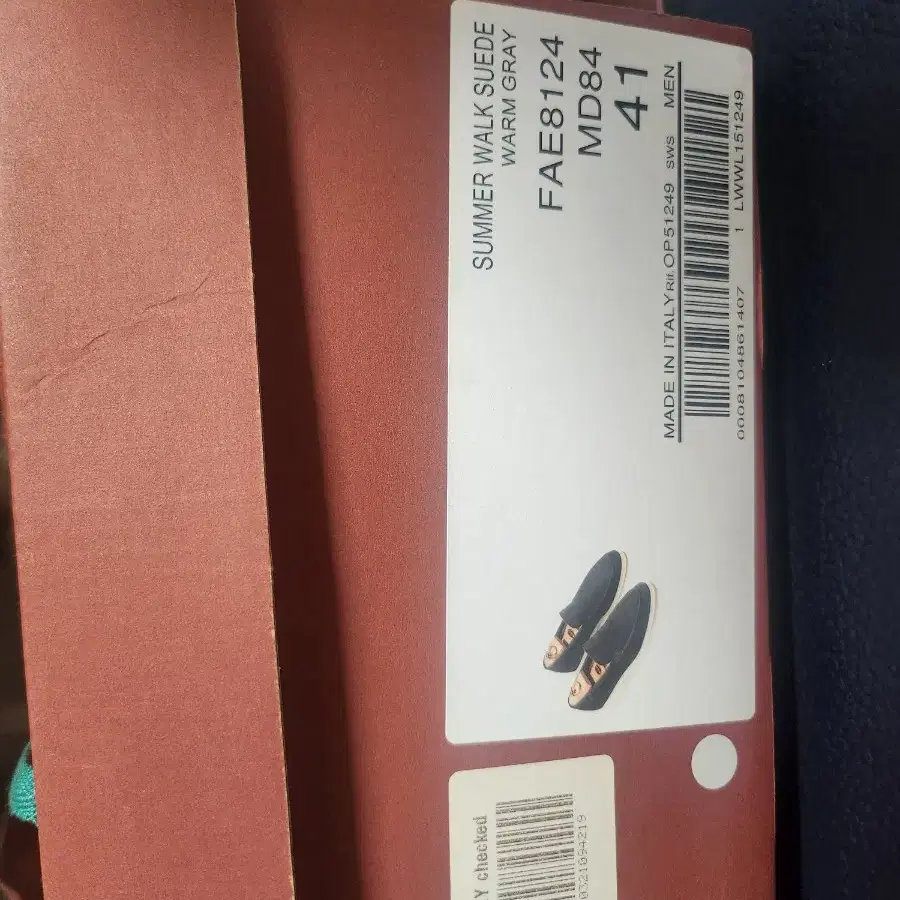 SUMMER WALK SUEDE
WARM GRAY
FAE8124
MD84
41
MADE IN ITALY Rif. OP51249 sws MEN
0008104861407 1 LWWL151249
Y checked
0321094219